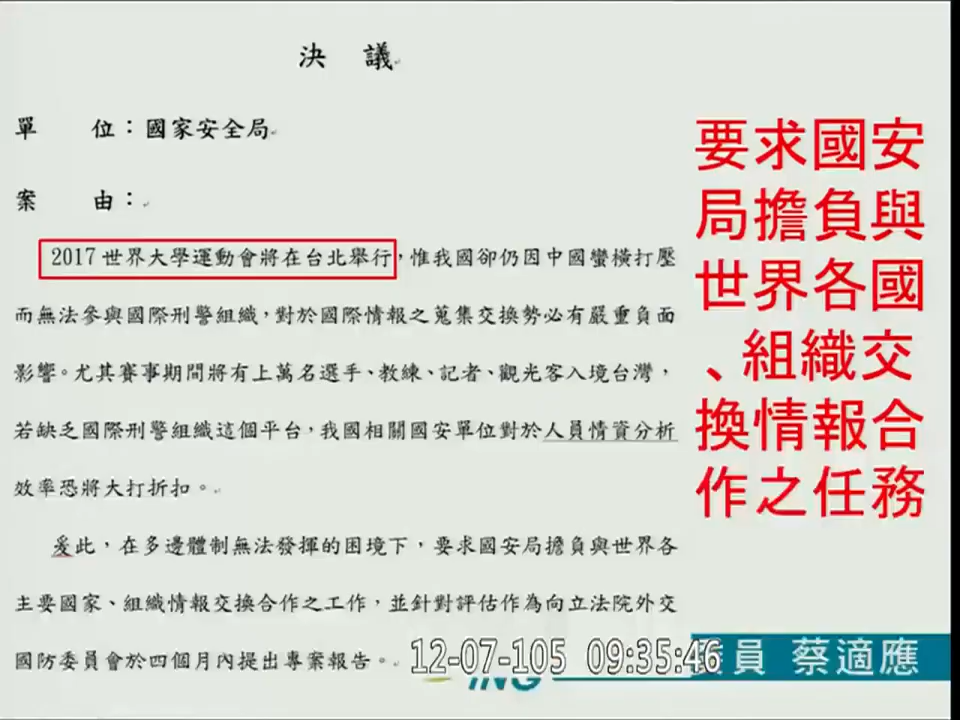 決 議
單 位：國家安全局
案 由：
2017世界大學運動會將在台北舉行，惟我國卻仍因中國蠻橫打壓
而無法參與國際刑警組織，對於國際情報之蒐集交換勢必有嚴重負面
影響。尤其賽事期間將有上萬名選手、教練、記者、觀光客入境台灣，
若缺乏國際刑警組織這個平台，我國相關國安單位對於人員情資分析
效率恐將大打折扣。
爰此，在多邊體制無法發揮的困境下，要求國安局擔負與世界各
主要國家、組織情報交換合作之工作，並針對評估作為向立法院外交
國防委員會於四個月內提出專案報告。
要求國安
局擔負與
世界各國
、組織交
換情報合
作之任務
12-07-105 09:35:46
員 蔡適應